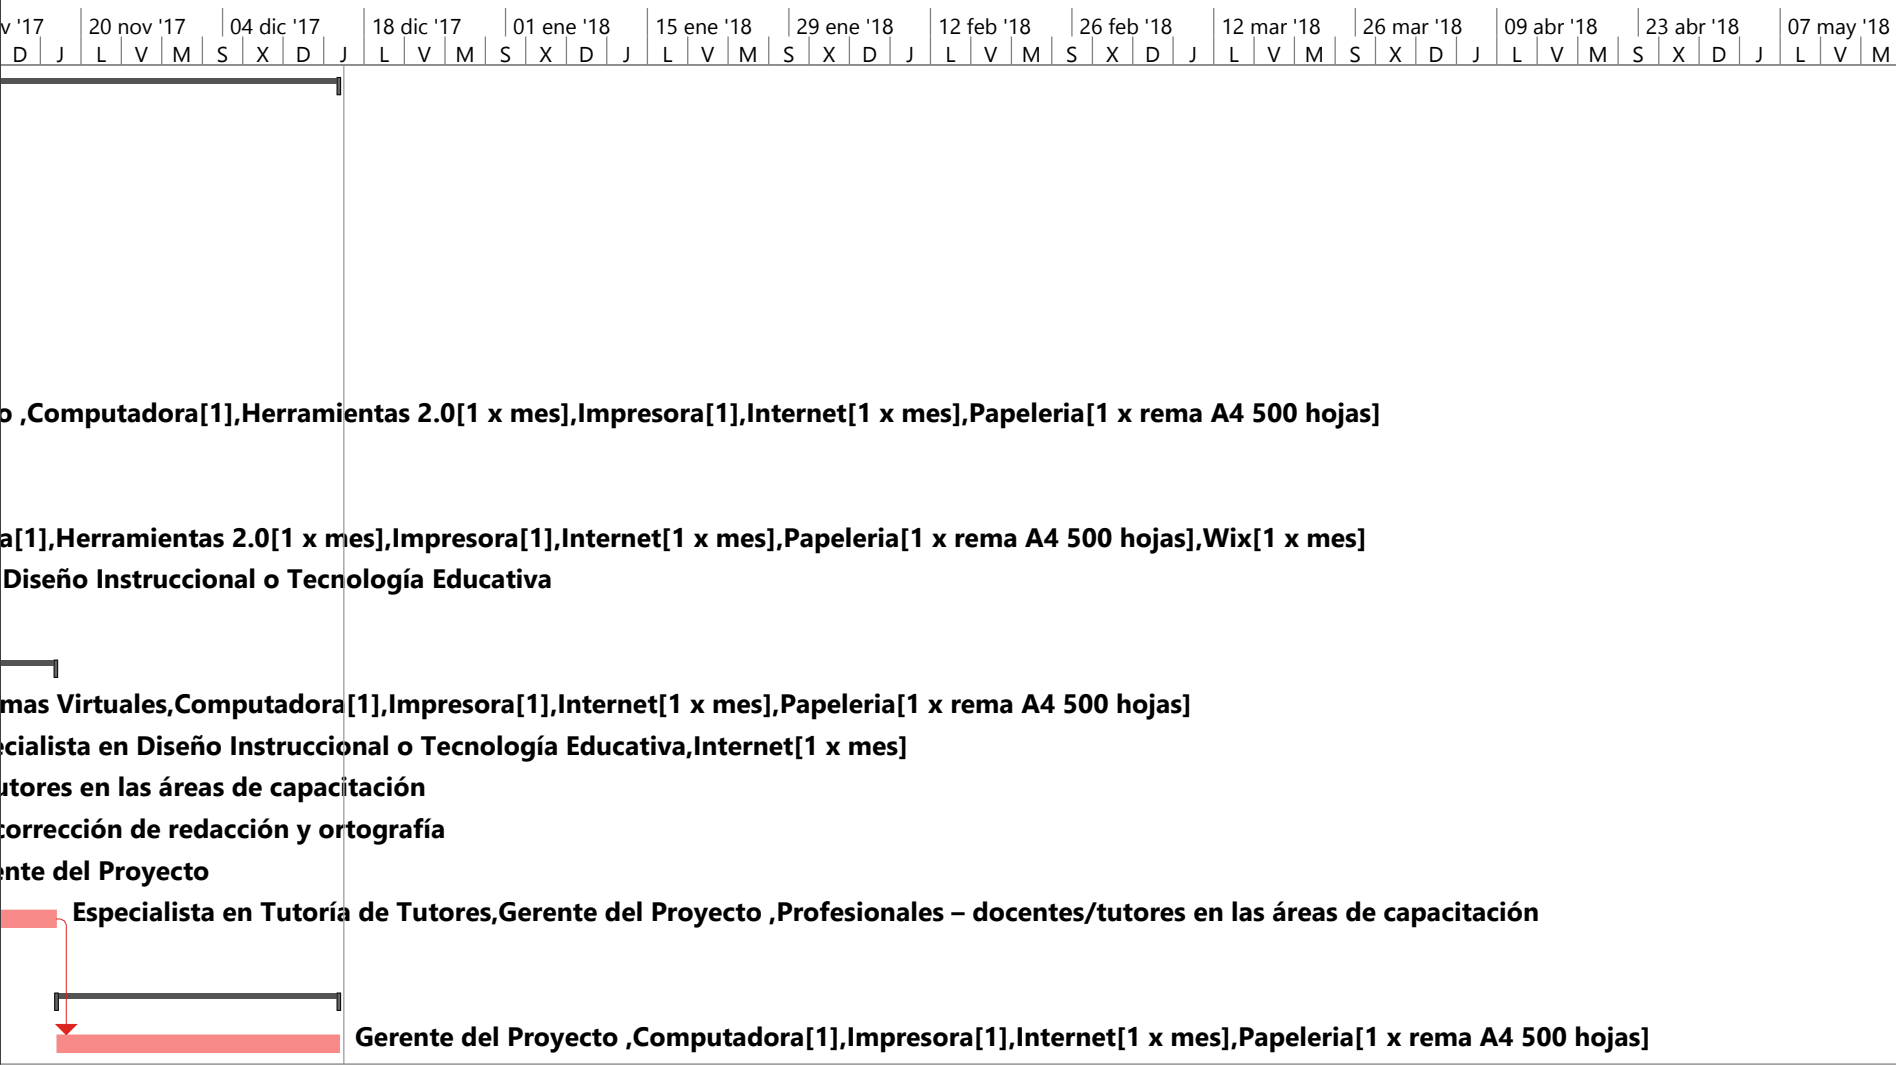 v '17 20 nov '17 04 dic '17 18 dic '17 01 ene '18 15 ene '18 29 ene '18 12 feb '18 26 feb '18 12 mar '18 26 mar '18 09 abr '18 23 abr '18 07 may '18
D J L V M S X D J L V M S X D J L V M S X D J L V M S X D J L V M S X D J L V M S X D J L V M
o ,Computadora[1],Herramientas 2.0[1 x mes],Impresora[1],Internet[1 x mes],Papeleria[1 x rema A4 500 hojas]
a[1],Herramientas 2.0[1 x mes],Impresora[1],Internet[1 x mes],Papeleria[1 x rema A4 500 hojas],Wix[1 x mes]
Diseño Instruccional o Tecnología Educativa
mas Virtuales,Computadora[1],Impresora[1],Internet[1 x mes],Papeleria[1 x rema A4 500 hojas]
ecialista en Diseño Instruccional o Tecnología Educativa,Internet[1 x mes]
utores en las áreas de capacitación
corrección de redacción y ortografía
ente del Proyecto
Especialista en Tutoría de Tutores,Gerente del Proyecto ,Profesionales – docentes/tutores en las áreas de capacitación
Gerente del Proyecto ,Computadora[1],Impresora[1],Internet[1 x mes],Papeleria[1 x rema A4 500 hojas]